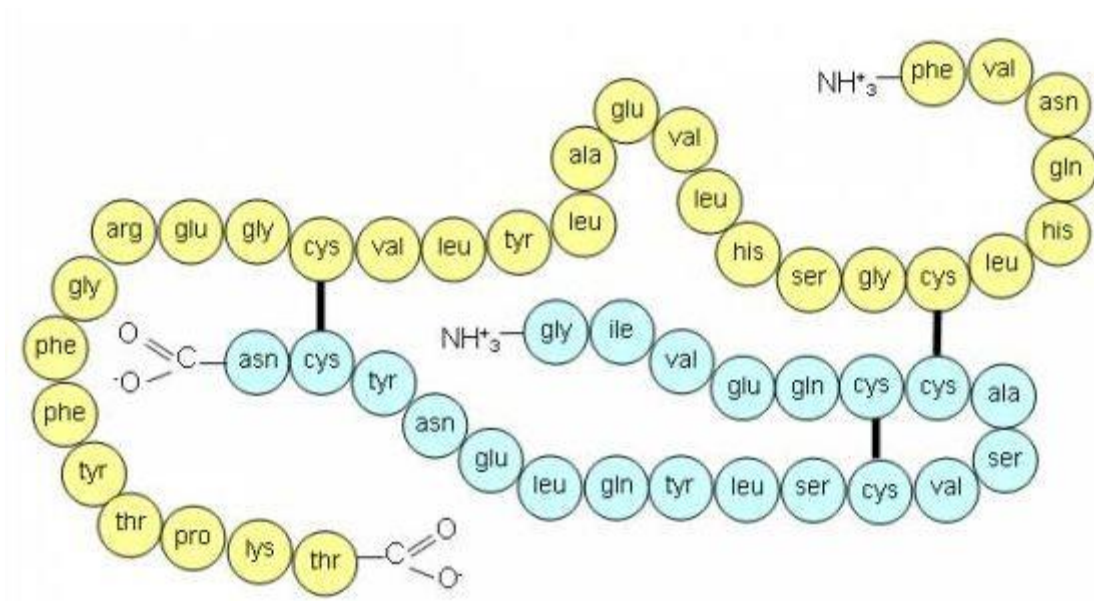 NH⁺₃ phe val
asn
gln
his
leu
cys
gly
ser
his
leu
val
glu
ala
leu
tyr
leu
val
cys
gly
glu
arg
gly
phe
phe
tyr
thr
pro
lys
thr
C O
O⁻
NH⁺₃ gly ile
val
glu
gln
cys
cys
ala
ser
val
cys
ser
leu
tyr
gln
leu
glu
asn
tyr
cys
asn
C O
⁻O